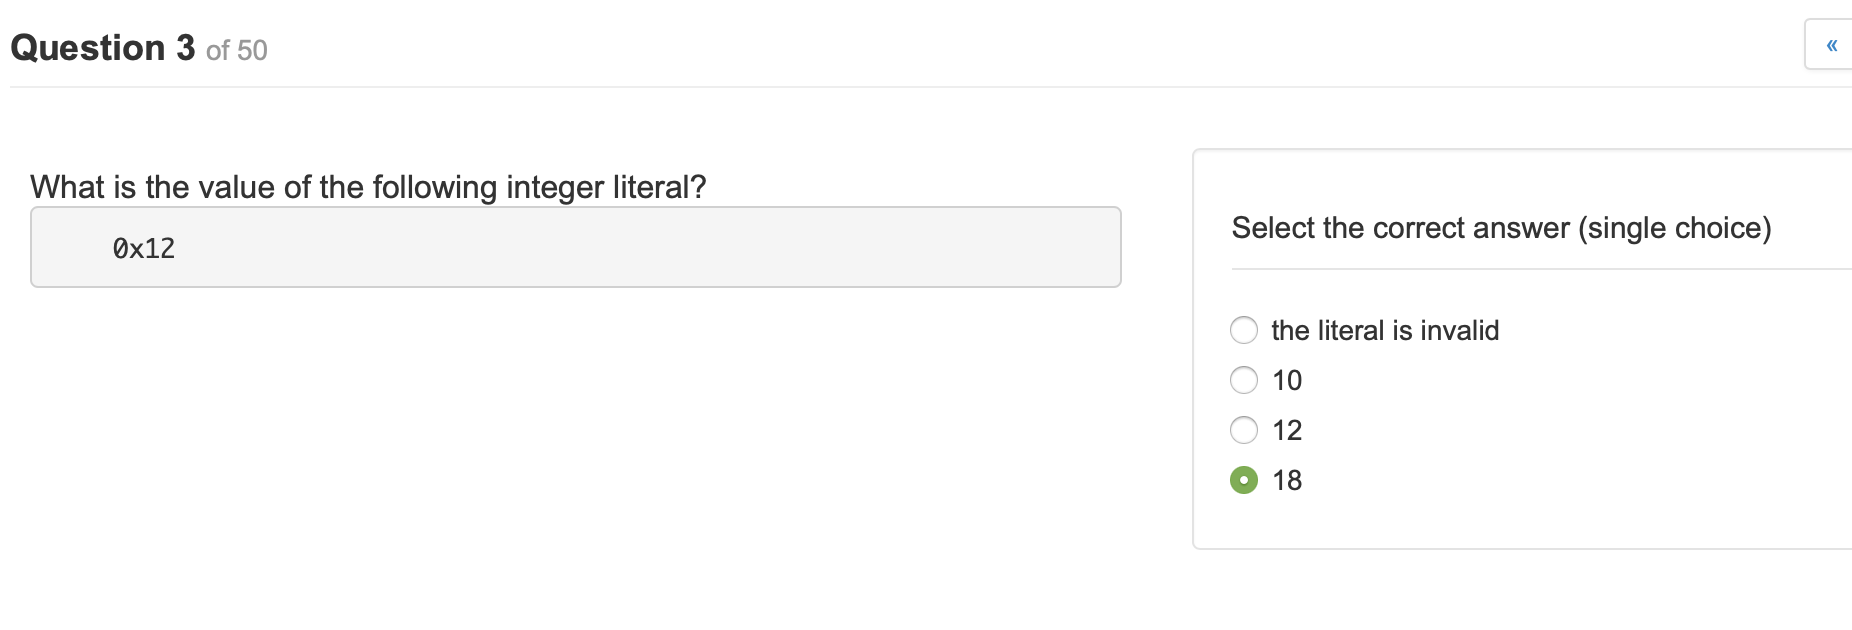 Question 3 of 50
«
What is the value of the following integer literal?
0x12
Select the correct answer (single choice)
the literal is invalid
10
12
18